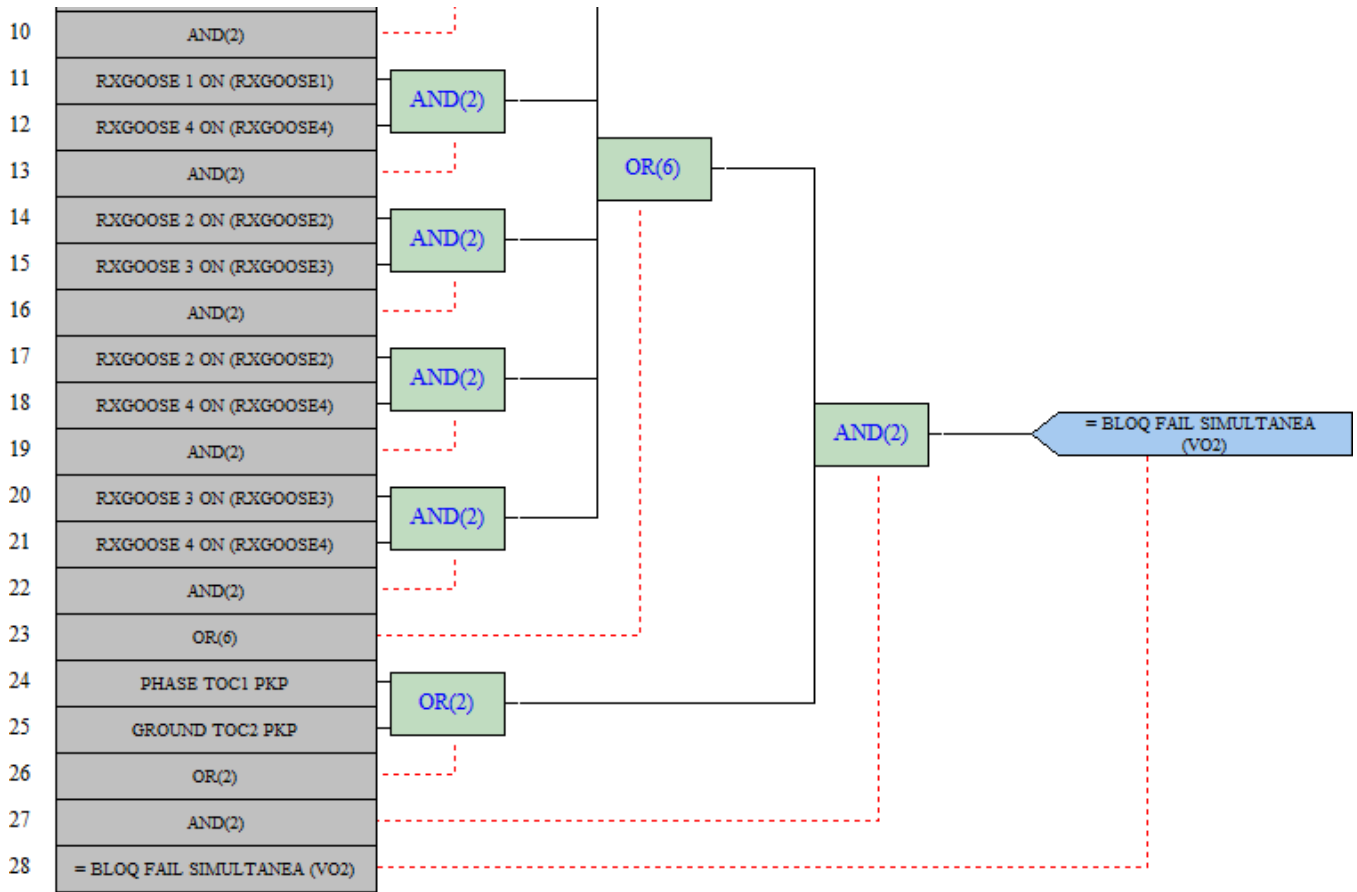 10
AND(2)
11
RXGOOSE 1 ON (RXGOOSE1)
AND(2)
12
RXGOOSE 4 ON (RXGOOSE4)
13
AND(2)
OR(6)
14
RXGOOSE 2 ON (RXGOOSE2)
AND(2)
15
RXGOOSE 3 ON (RXGOOSE3)
16
AND(2)
17
RXGOOSE 2 ON (RXGOOSE2)
AND(2)
18
RXGOOSE 4 ON (RXGOOSE4)
AND(2)
= BLOQ FAIL SIMULTANEA
(VO2)
19
AND(2)
20
RXGOOSE 3 ON (RXGOOSE3)
AND(2)
21
RXGOOSE 4 ON (RXGOOSE4)
22
AND(2)
23
OR(6)
24
PHASE TOC1 PKP
OR(2)
25
GROUND TOC2 PKP
26
OR(2)
27
AND(2)
28
= BLOQ FAIL SIMULTANEA (VO2)